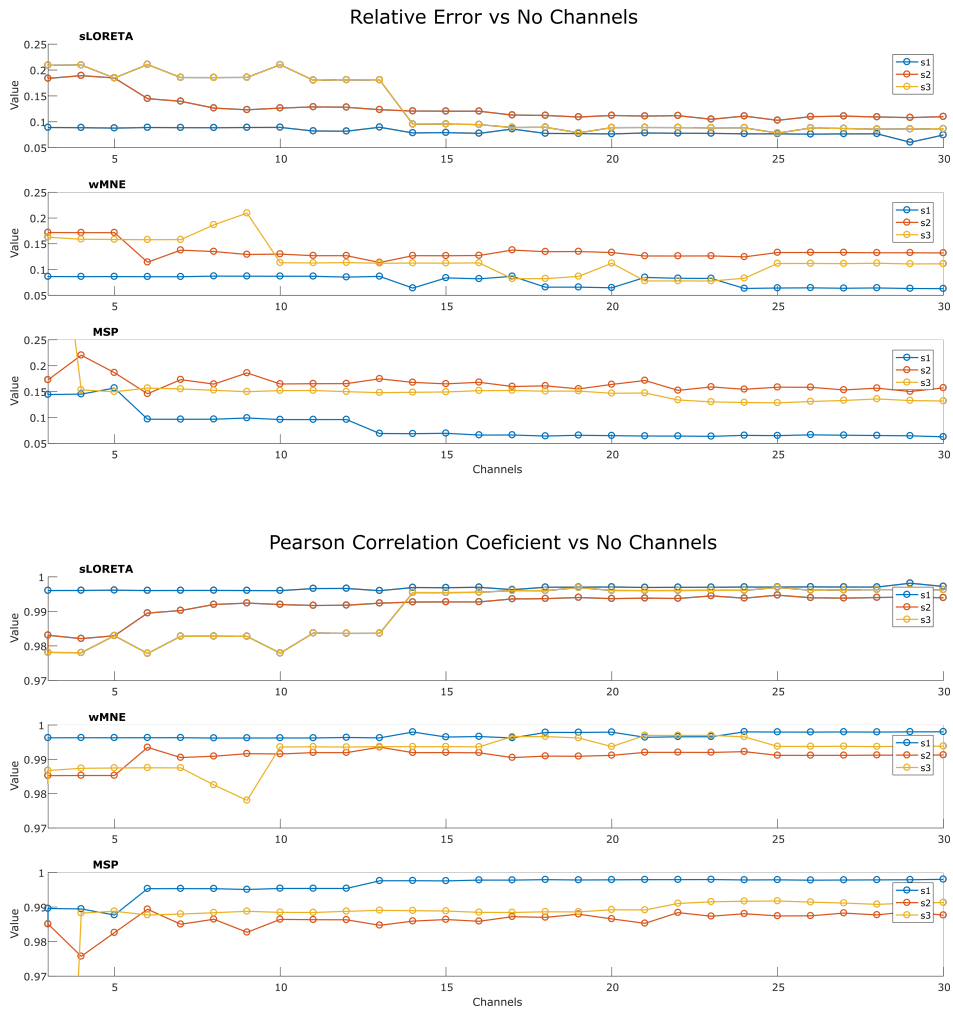 Relative Error vs No Channels
sLORETA
0.25
0.2
0.15
0.1
0.05
Value
5 10 15 20 25 30
s1
s2
s3
wMNE
0.25
0.2
0.15
0.1
0.05
Value
5 10 15 20 25 30
s1
s2
s3
MSP
0.25
0.2
0.15
0.1
0.05
Value
5 10 15 20 25 30
s1
s2
s3
Channels
Pearson Correlation Coeficient vs No Channels
sLORETA
1
0.99
0.98
0.97
Value
5 10 15 20 25 30
s1
s2
s3
wMNE
1
0.99
0.98
0.97
Value
5 10 15 20 25 30
s1
s2
s3
MSP
1
0.99
0.98
0.97
Value
5 10 15 20 25 30
s1
s2
s3
Channels